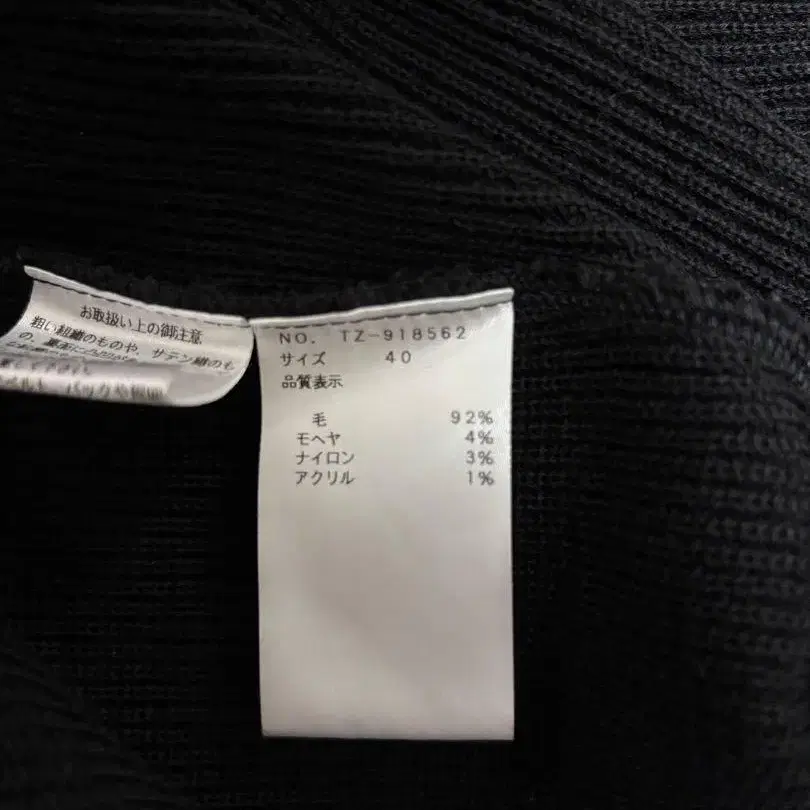 お取扱い上の御注意
粗い組織のものや、サテン織のも
の、
NO. TZ-918562
サイズ 40
品質表示
毛 92%
モヘヤ 4%
ナイロン 3%
アクリル 1%